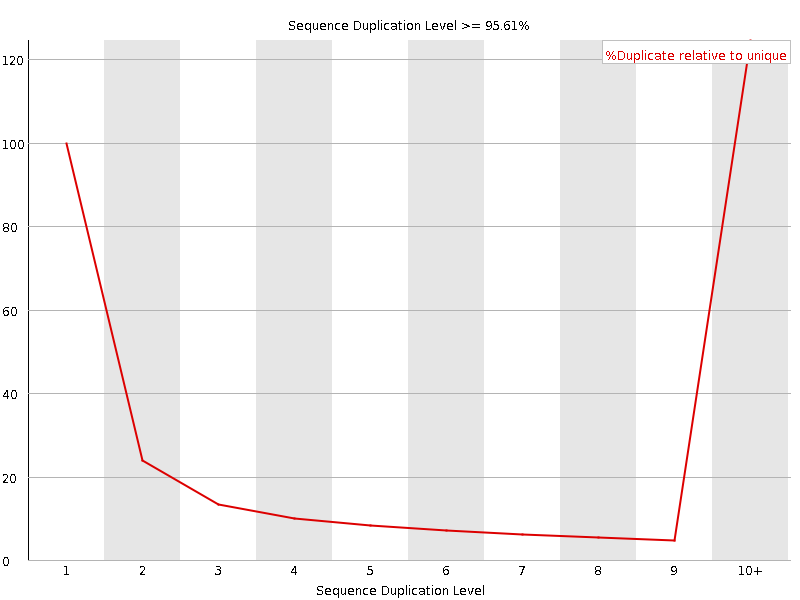 Sequence Duplication Level >= 95.61%
%Duplicate relative to unique
120
100
80
60
40
20
0
1 2 3 4 5 6 7 8 9 10+
Sequence Duplication Level